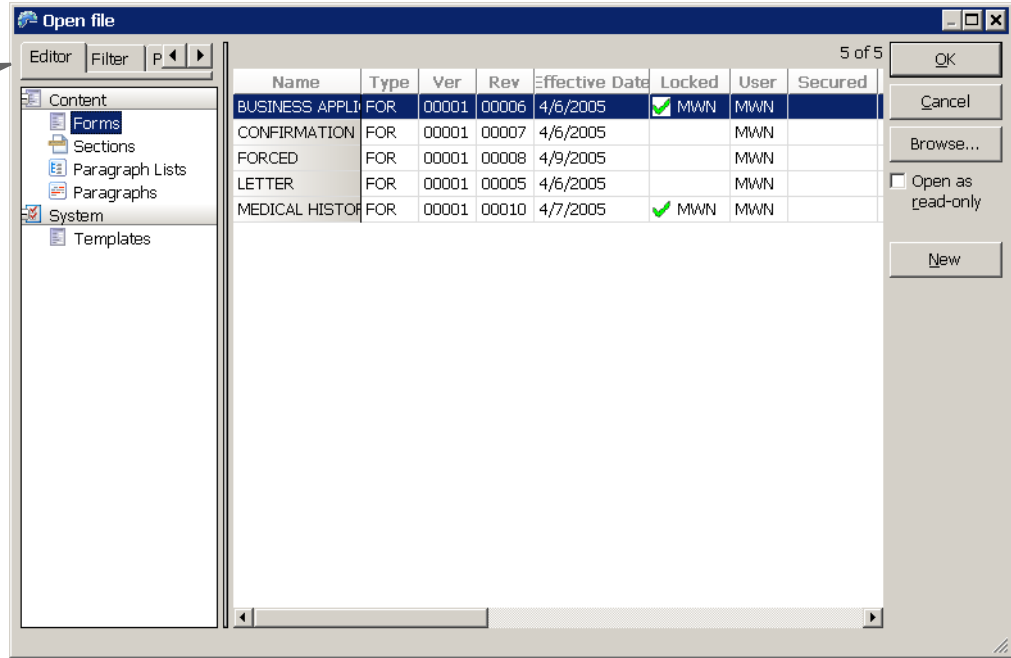 Open file
Editor Filter P
5 of 5
OK
Cancel
Browse...
Open as
read-only
New
Content
Forms
Sections
Paragraph Lists
Paragraphs
System
Templates
Name Type Ver Rev Effective Date Locked User Secured
BUSINESS APPLI FOR 00001 00006 4/6/2005 MWN MWN
CONFIRMATION FOR 00001 00007 4/6/2005 MWN
FORCED FOR 00001 00008 4/9/2005 MWN
LETTER FOR 00001 00005 4/6/2005 MWN
MEDICAL HISTOR FOR 00001 00010 4/7/2005 MWN MWN